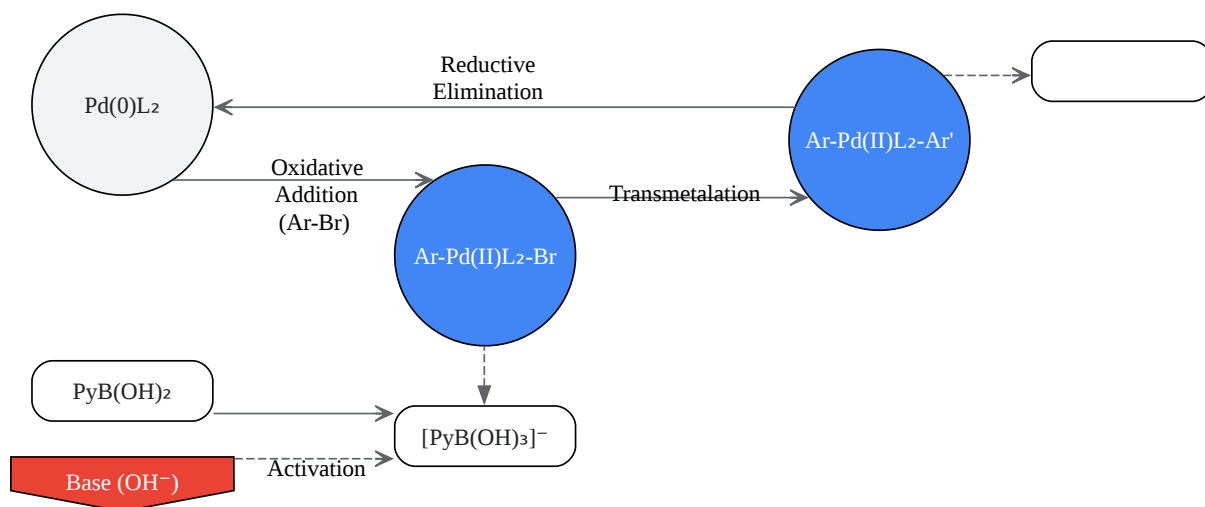 Reductive
Elimination
Pd(0)L₂
Ar-Pd(II)L₂-Ar'
Oxidative
Addition
(Ar-Br)
Transmetalation
Ar-Pd(II)L₂-Br
PyB(OH)₂
[PyB(OH)₃]⁻
Activation
Base (OH⁻)